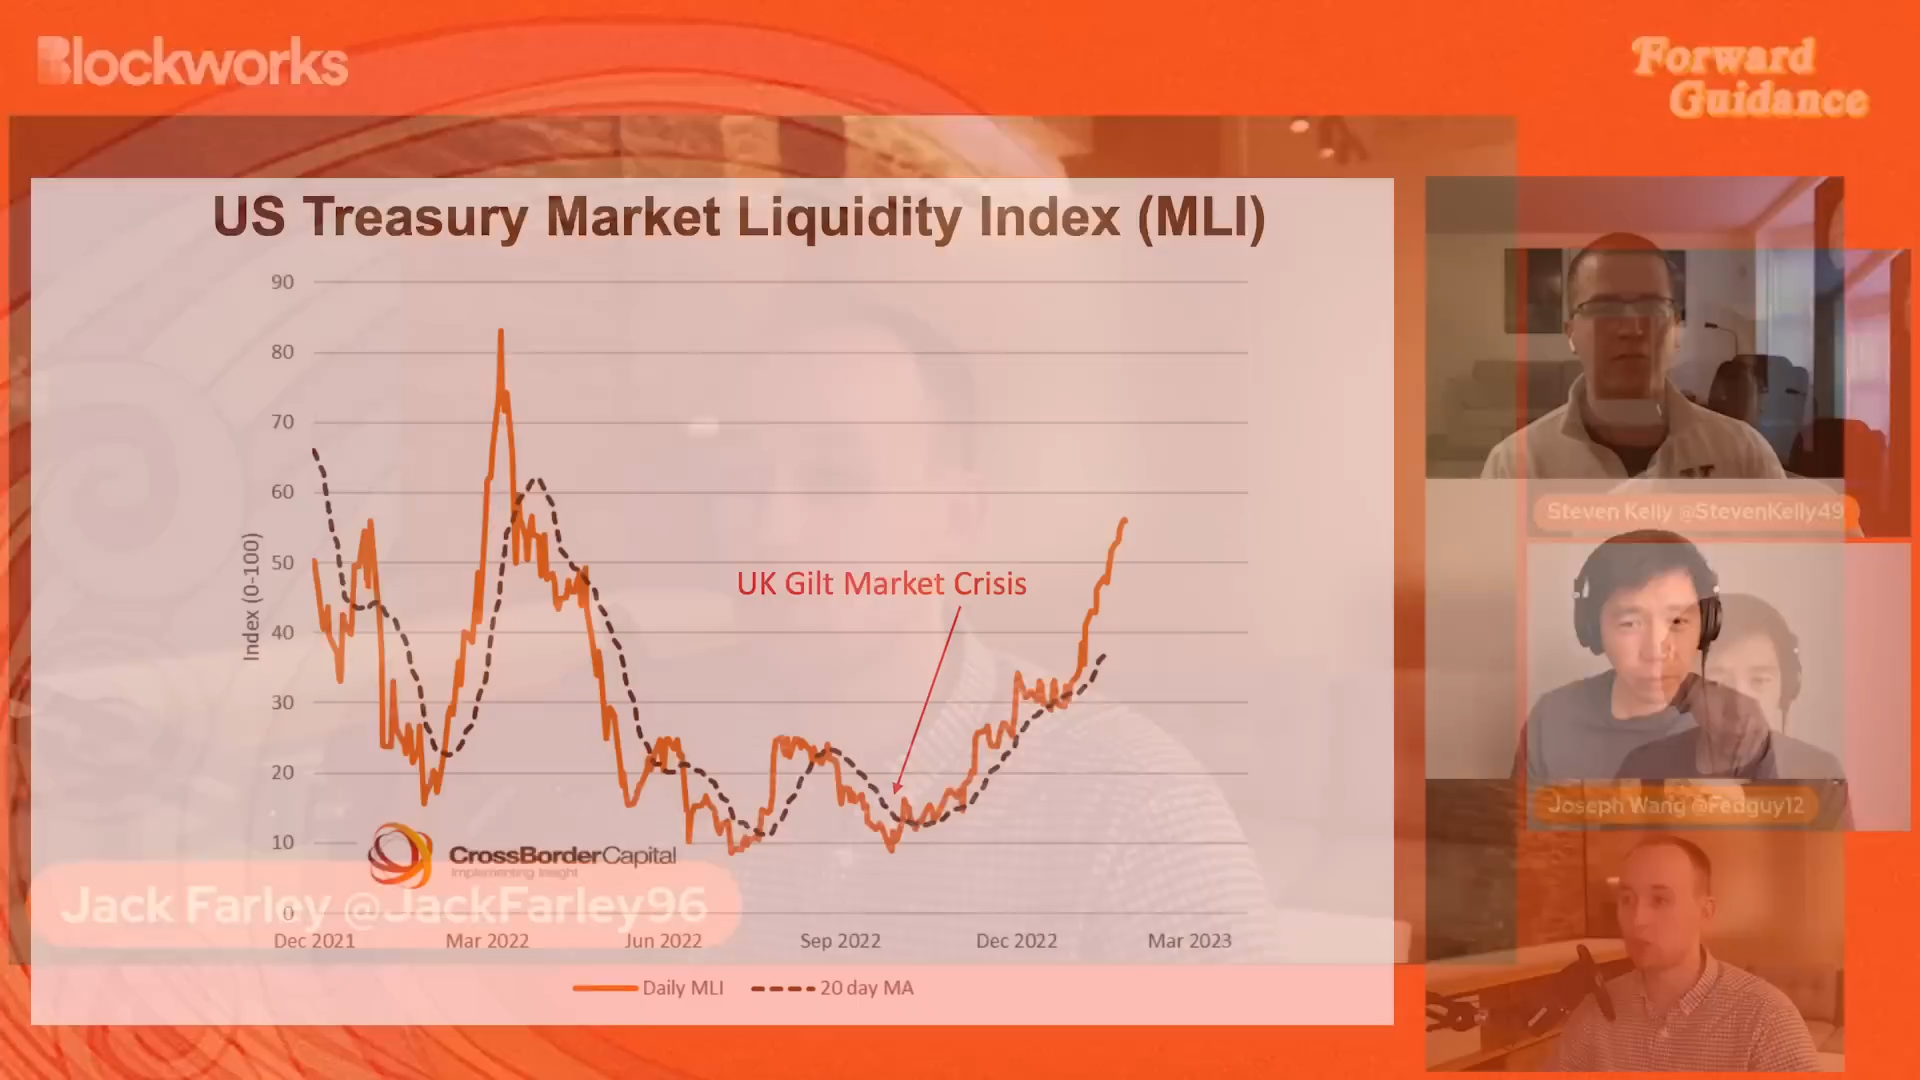 Blockworks
Forward
Guidance
US Treasury Market Liquidity Index (MLI)
90
80
70
60
50
40
30
20
10
0
Index (0-100)
UK Gilt Market Crisis
CrossBorderCapital
Implementing Insight
Jack Farley @JackFarley96
Dec 2021 Mar 2022 Jun 2022 Sep 2022 Dec 2022 Mar 2023
Daily MLI 20 day MA
Steven Kelly @StevenKelly49
Joseph Wang @Fedguy12